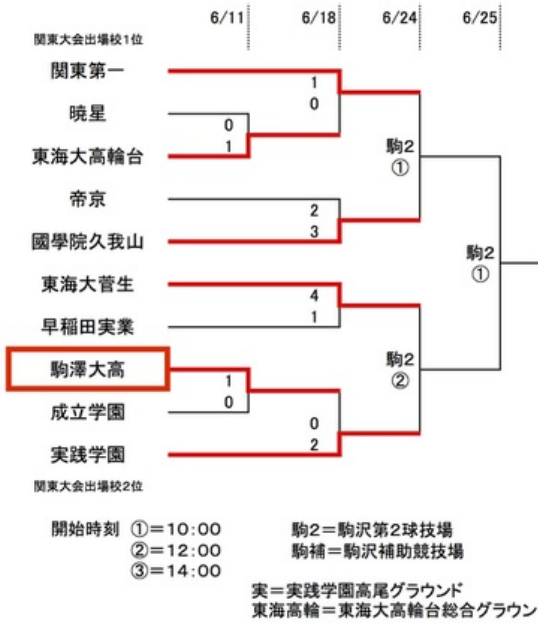 6/11 6/18 6/24 6/25
関東大会出場校1位
関東第一
1
暁星
0
0
東海大高輪台
1
駒2
①
帝京
2
國學院久我山
3
駒2
①
東海大菅生
4
早稲田実業
1
駒2
②
駒澤大高
1
成立学園
0
0
実践学園
2
関東大会出場校2位
開始時刻 ①=10:00 駒2=駒沢第2球技場
②=12:00 駒補=駒沢補助競技場
③=14:00
実=実践学園高尾グラウンド
東海高輪=東海大高輪台総合グラウン